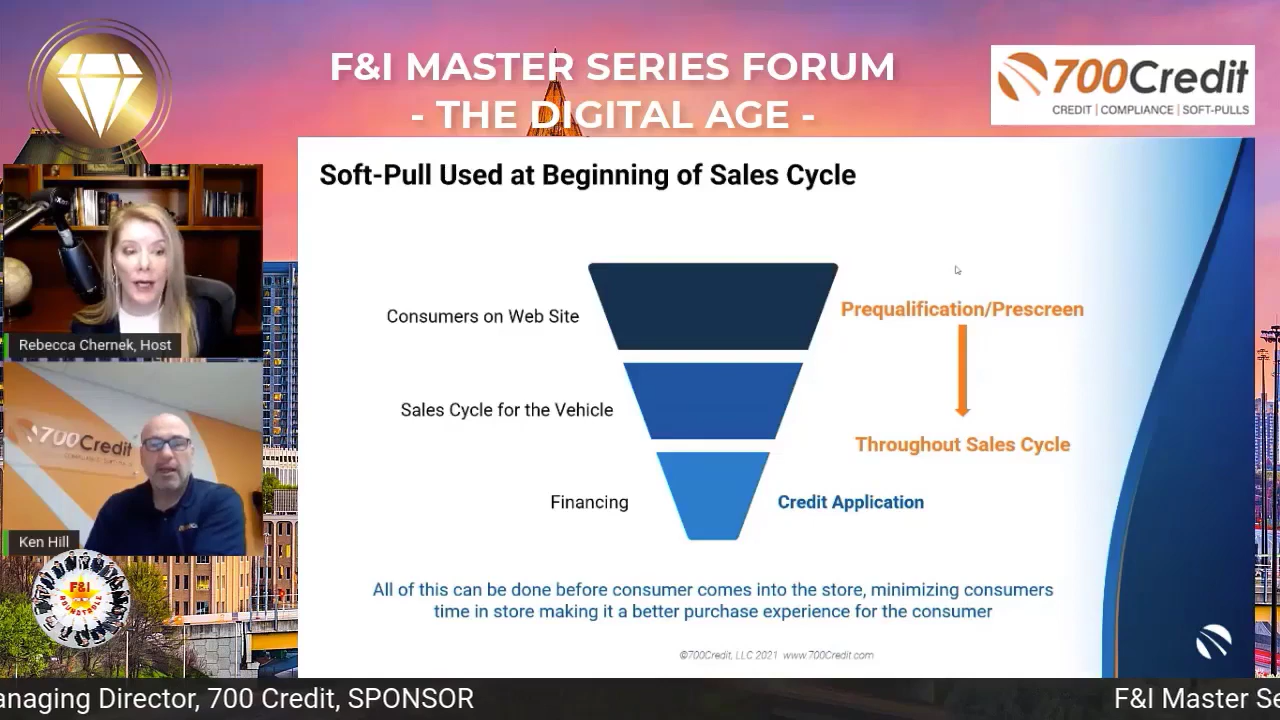 F&I MASTER SERIES FORUM
- THE DIGITAL AGE -
700Credit
CREDIT | COMPLIANCE | SOFT-PULLS
Soft-Pull Used at Beginning of Sales Cycle
Rebecca Chernek, Host
700Credit
Ken Hill
F&I
Consumers on Web Site
Prequalification/Prescreen
Sales Cycle for the Vehicle
Throughout Sales Cycle
Financing
Credit Application
All of this can be done before consumer comes into the store, minimizing consumers
time in store making it a better purchase experience for the consumer
©700Credit, LLC 2021 www.700Credit.com
anaging Director, 700 Credit, SPONSOR
F&I Master Se